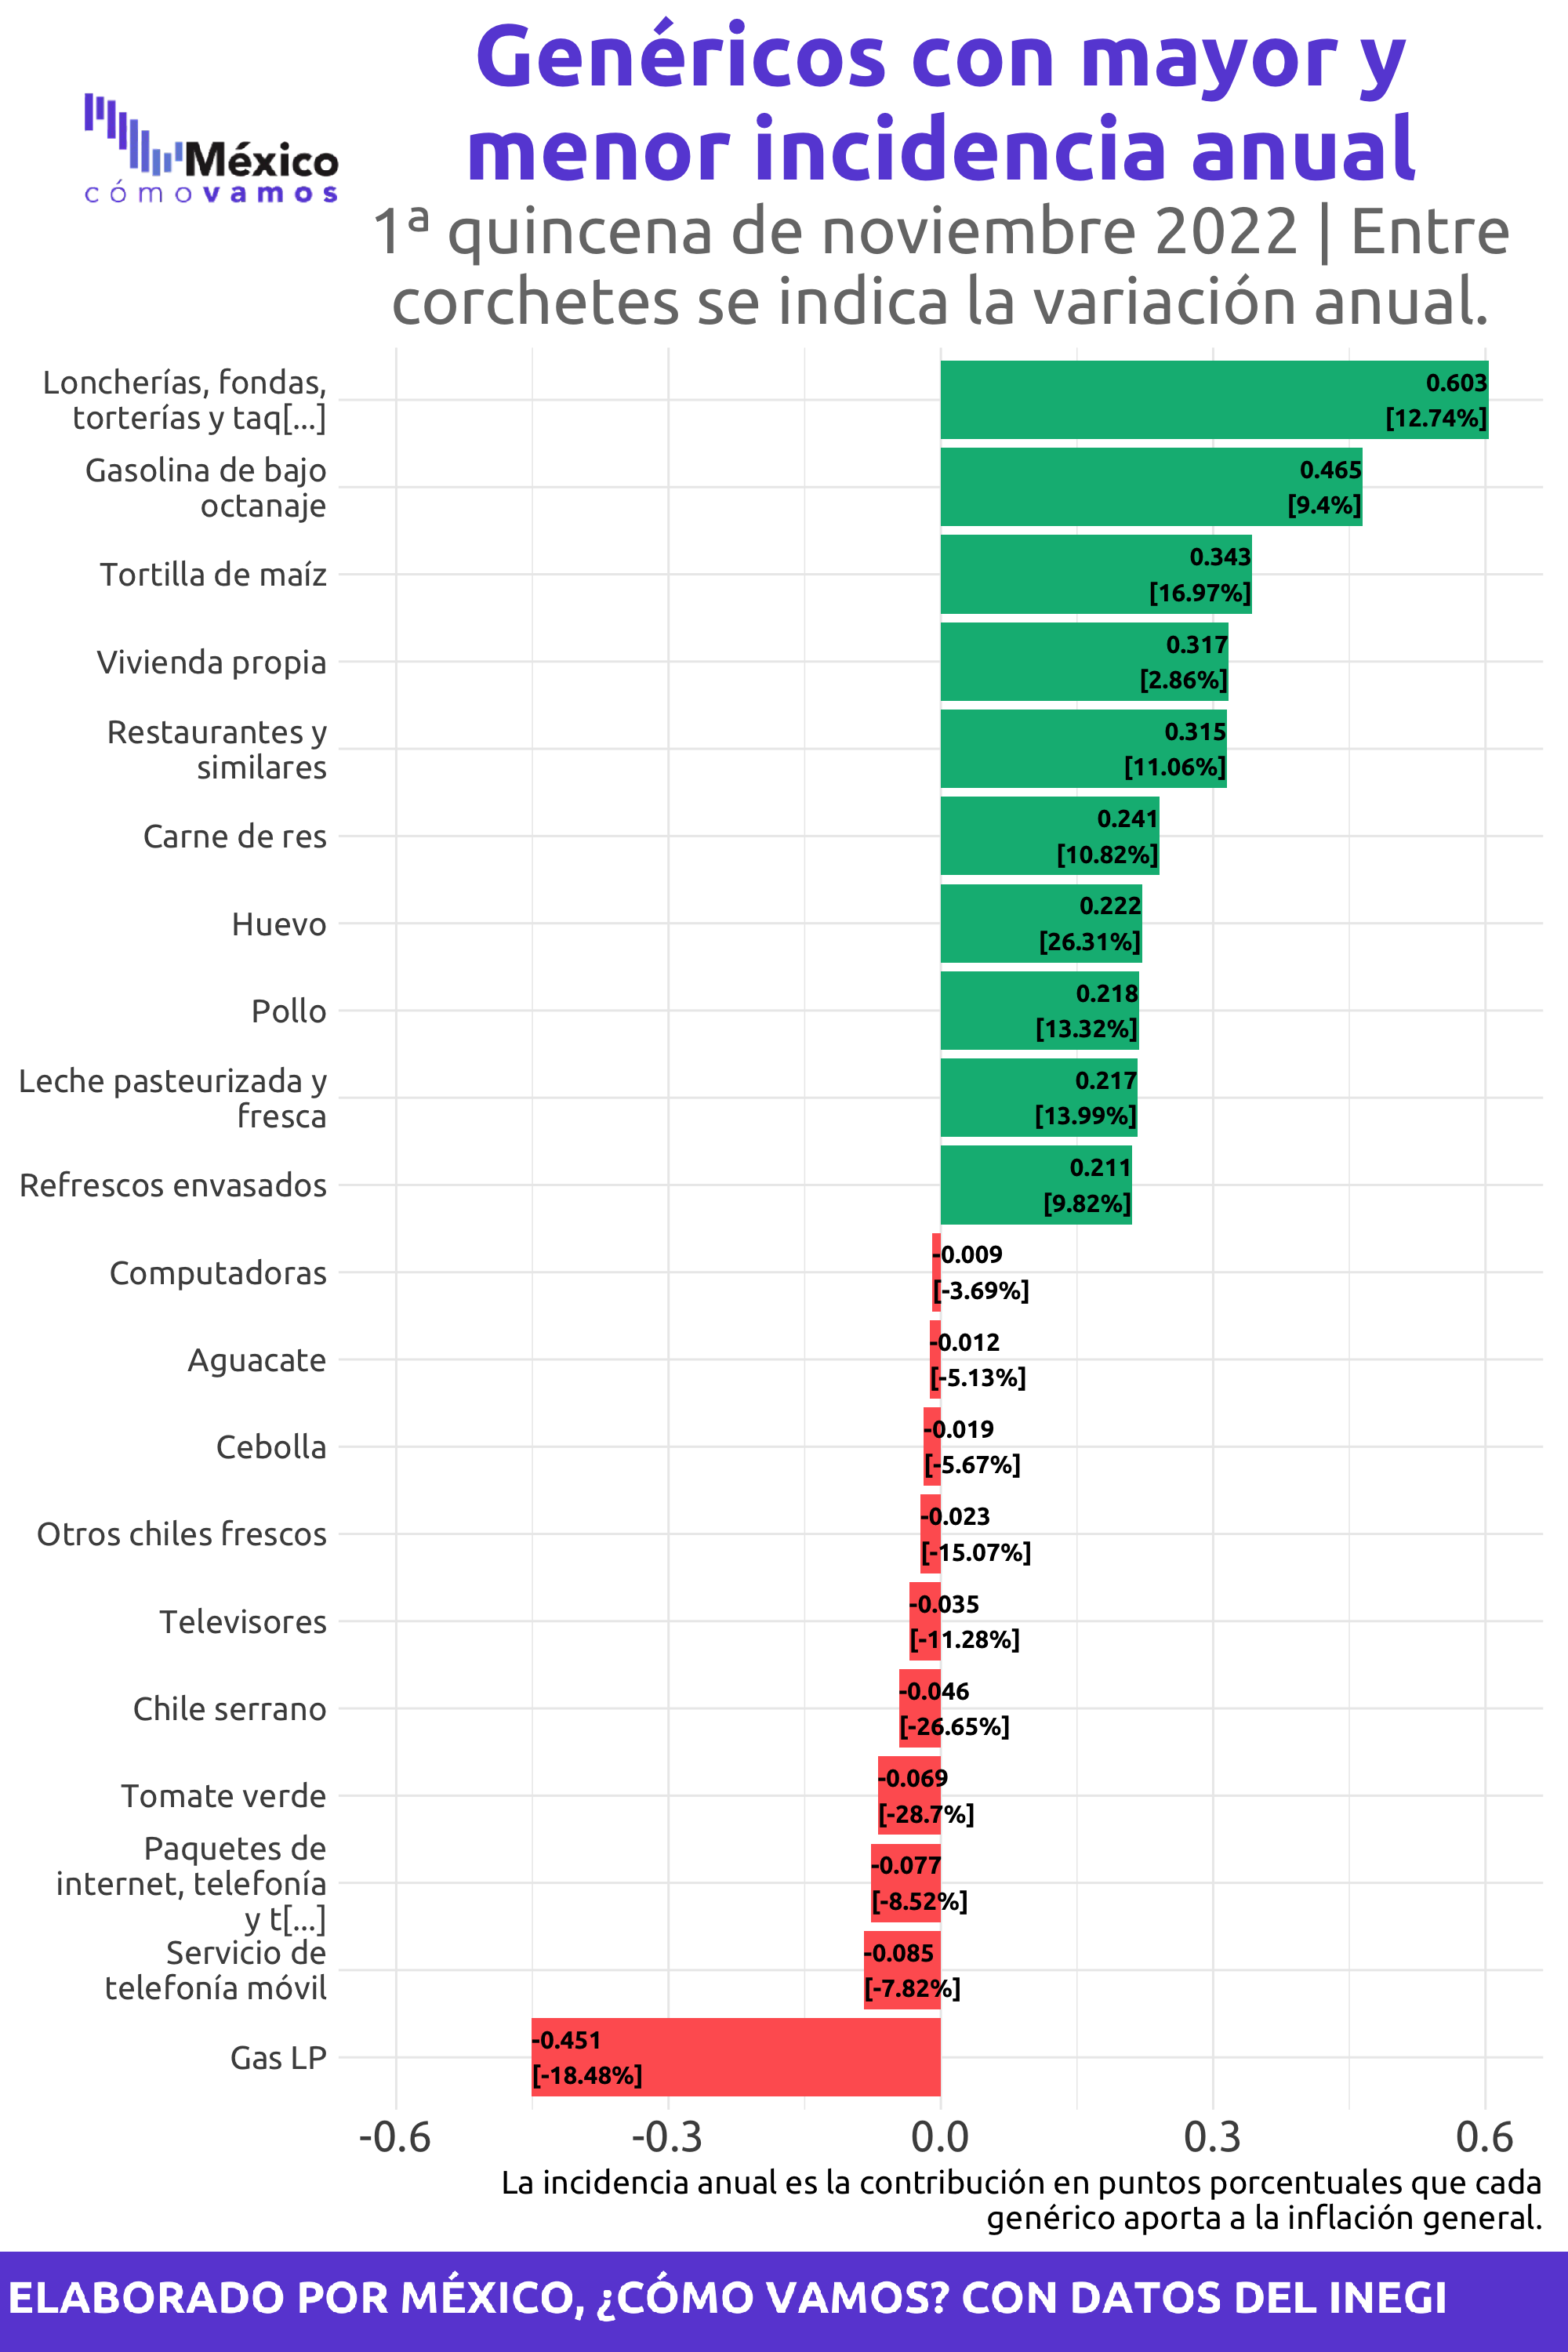 Genéricos con mayor y
menor incidencia anual
México
cómovamos
1ª quincena de noviembre 2022 | Entre
corchetes se indica la variación anual.
Loncherías, fondas,
torterías y taq[...]
0.603
[12.74%]
Gasolina de bajo
octanaje
0.465
[9.4%]
Tortilla de maíz
0.343
[16.97%]
Vivienda propia
0.317
[2.86%]
Restaurantes y
similares
0.315
[11.06%]
Carne de res
0.241
[10.82%]
Huevo
0.222
[26.31%]
Pollo
0.218
[13.32%]
Leche pasteurizada y
fresca
0.217
[13.99%]
Refrescos envasados
0.211
[9.82%]
Computadoras
-0.009
[-3.69%]
Aguacate
-0.012
[-5.13%]
Cebolla
-0.019
[-5.67%]
Otros chiles frescos
-0.023
[-15.07%]
Televisores
-0.035
[-11.28%]
Chile serrano
-0.046
[-26.65%]
Tomate verde
-0.069
[-28.7%]
Paquetes de
internet, telefonía
y t[...]
-0.077
[-8.52%]
Servicio de
telefonía móvil
-0.085
[-7.82%]
Gas LP
-0.451
[-18.48%]
-0.6 -0.3 0.0 0.3 0.6
La incidencia anual es la contribución en puntos porcentuales que cada
genérico aporta a la inflación general.
ELABORADO POR MÉXICO, ¿CÓMO VAMOS? CON DATOS DEL INEGI